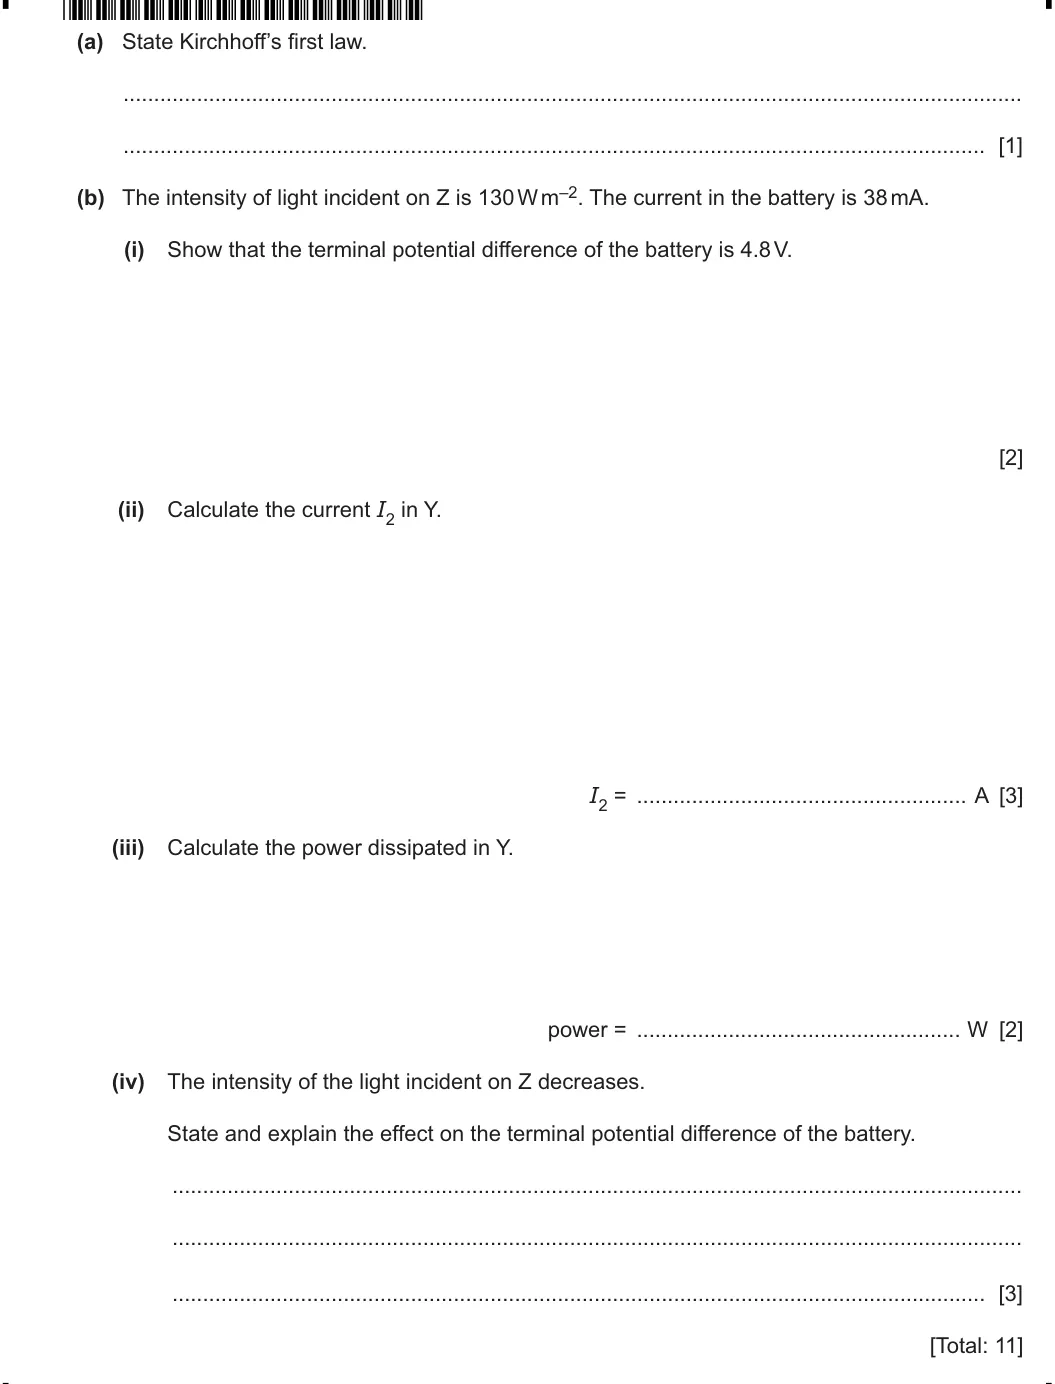 (a) State Kirchhoff’s first law.
....................................................................................................................................................
.............................................................................................................................................. [1]
(b) The intensity of light incident on Z is 130 W m–2. The current in the battery is 38 mA.
(i) Show that the terminal potential difference of the battery is 4.8 V.
[2]
(ii) Calculate the current I2 in Y.
I2 = ...................................................... A [3]
(iii) Calculate the power dissipated in Y.
power = ..................................................... W [2]
(iv) The intensity of the light incident on Z decreases.
State and explain the effect on the terminal potential difference of the battery.
............................................................................................................................................
............................................................................................................................................
...................................................................................................................................... [3]
[Total: 11]